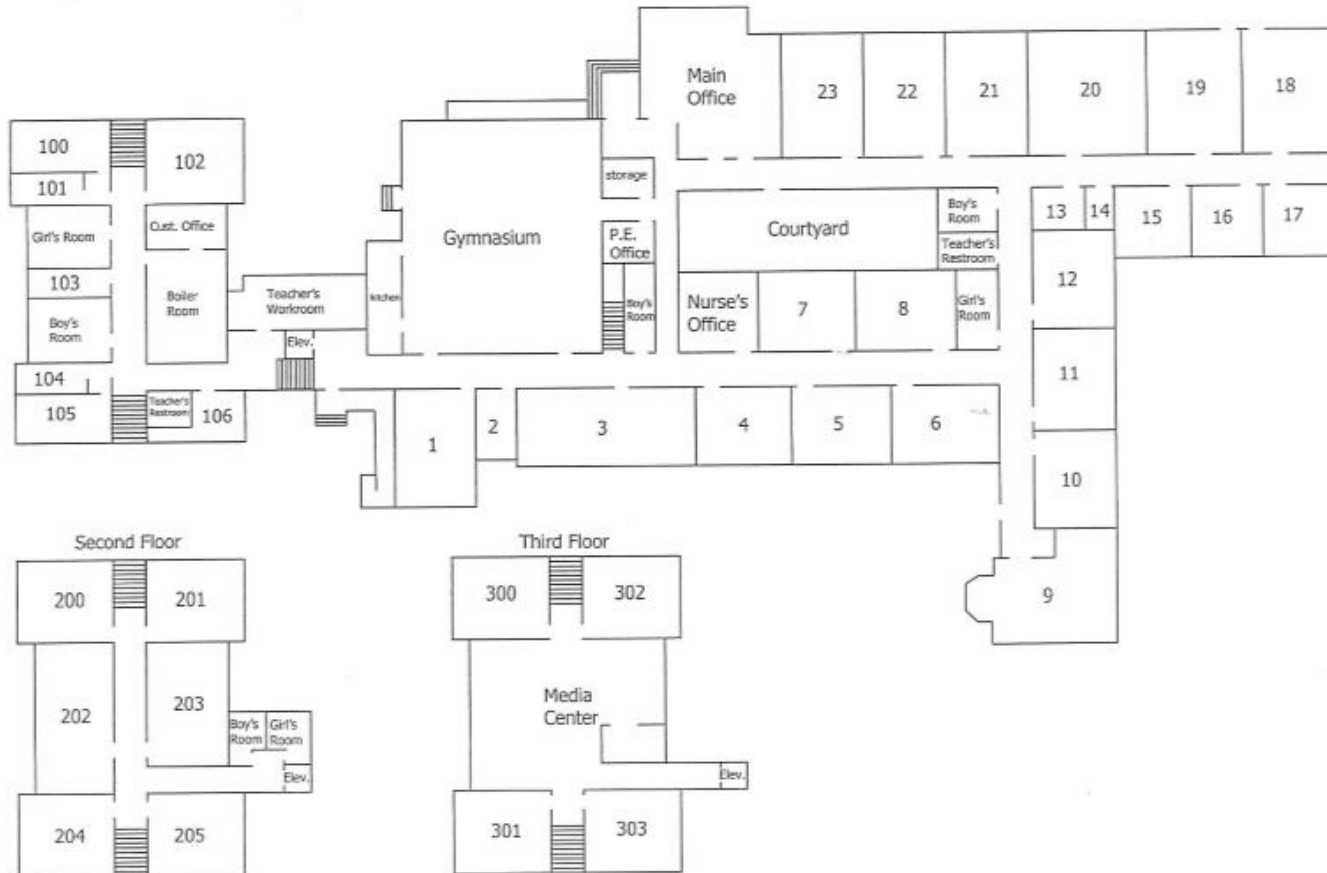 Main
Office
23
22
21
20
19
18
100
102
101
storage
Girl's Room
Cust. Office
Gymnasium
P.E.
Office
Courtyard
Boy's
Room
Teacher's
Restroom
13
14
15
16
17
103
Boiler
Room
Teacher's
Workroom
kitchen
Boy's
Room
Nurse's
Office
7
8
Girl's
Room
12
Boy's
Room
Elev.
104
105
Teacher's
Restroom
106
1
2
3
4
5
6
11
10
9
Second Floor
200
201
202
203
Boy's
Room
Girl's
Room
Elev.
204
205
Third Floor
300
302
Media
Center
Elev.
301
303